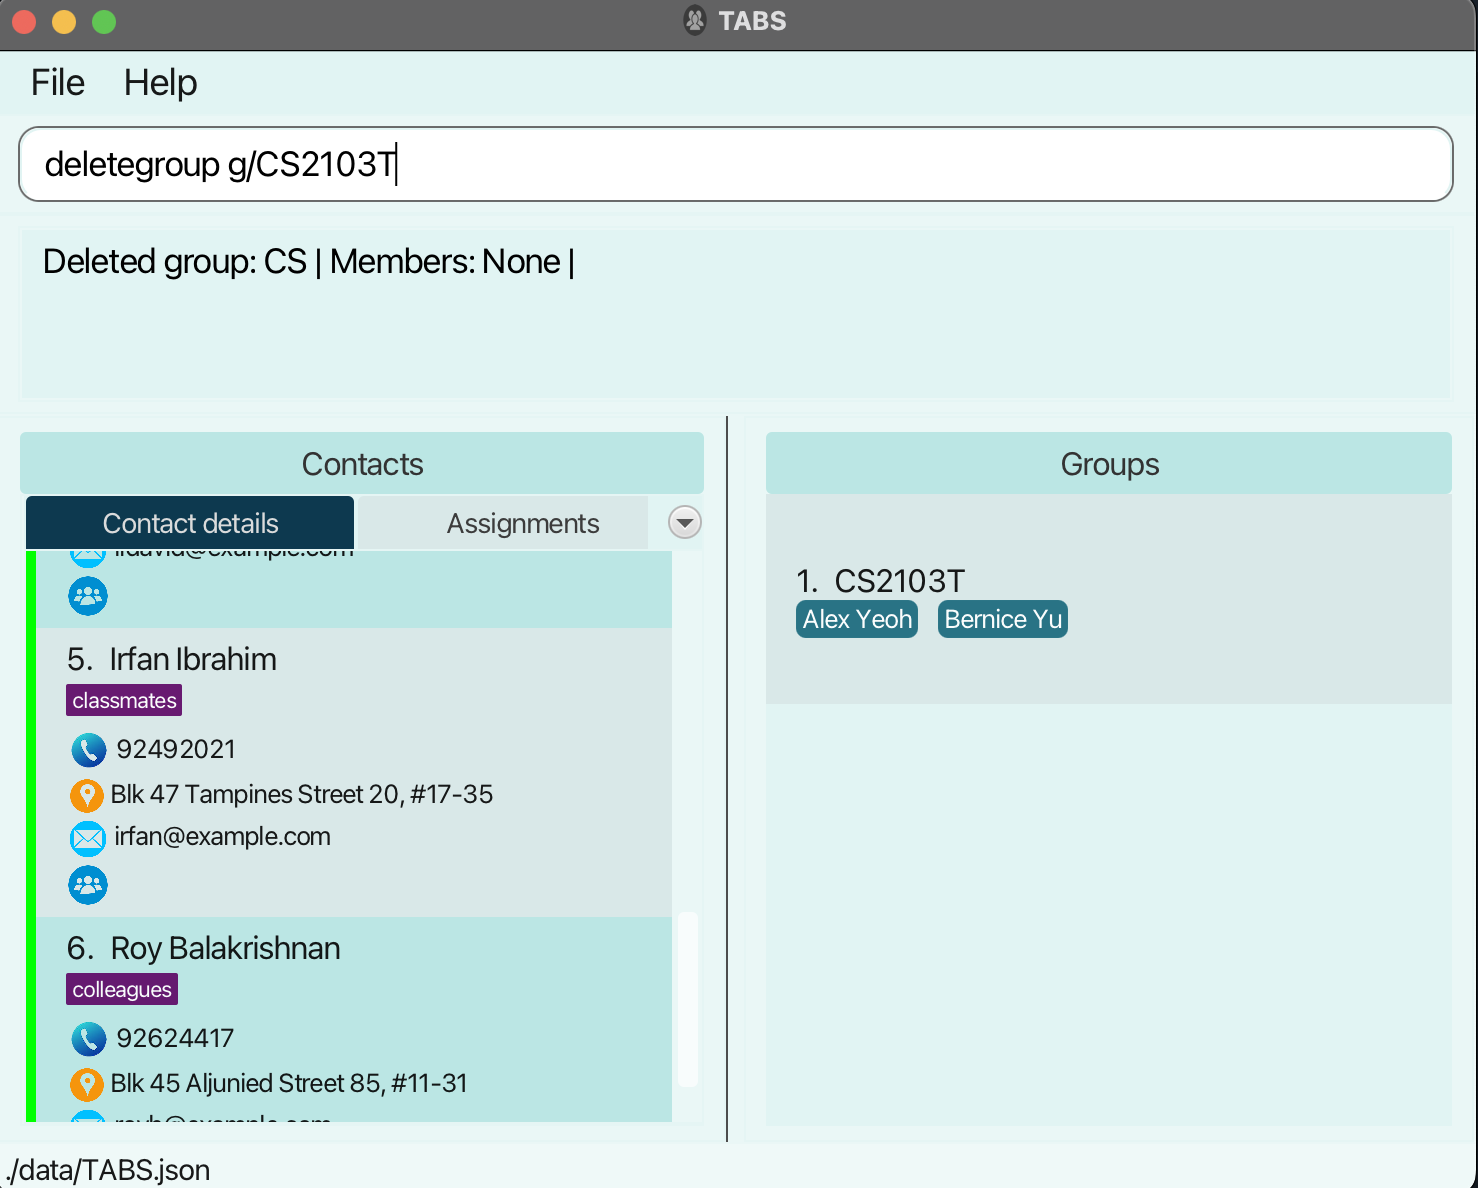 TABS
File Help
deletegroup g/CS2103T
Deleted group: CS | Members: None |
Contacts
Contact details Assignments
5. Irfan Ibrahim
classmates
92492021
Blk 47 Tampines Street 20, #17-35
irfan@example.com
6. Roy Balakrishnan
colleagues
92624417
Blk 45 Aljunied Street 85, #11-31
Groups
1. CS2103T
Alex Yeoh Bernice Yu
./data/TABS.json